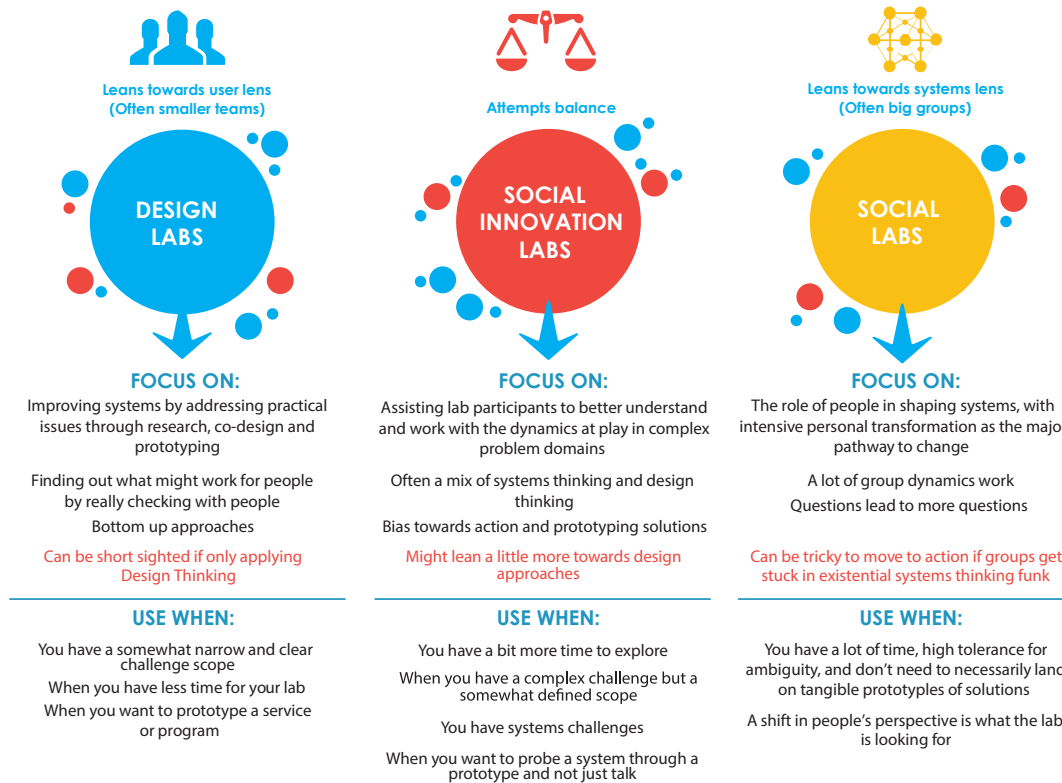 Leans towards user lens
(Often smaller teams)
DESIGN
LABS
FOCUS ON:
Improving systems by addressing practical
issues through research, co-design and
prototyping
Finding out what might work for people
by really checking with people
Bottom up approaches
Can be short sighted if only applying
Design Thinking
USE WHEN:
You have a somewhat narrow and clear
challenge scope
When you have less time for your lab
When you want to prototype a service
or program
Attempts balance
SOCIAL
INNOVATION
LABS
FOCUS ON:
Assisting lab participants to better understand
and work with the dynamics at play in complex
problem domains
Often a mix of systems thinking and design
thinking
Bias towards action and prototyping solutions
Might lean a little more towards design
approaches
USE WHEN:
You have a bit more time to explore
When you have a complex challenge but a
somewhat defined scope
You have systems challenges
When you want to probe a system through a
prototype and not just talk
Leans towards systems lens
(Often big groups)
SOCIAL
LABS
FOCUS ON:
The role of people in shaping systems, with
intensive personal transformation as the major
pathway to change
A lot of group dynamics work
Questions lead to more questions
Can be tricky to move to action if groups get
stuck in existential systems thinking funk
USE WHEN:
You have a lot of time, high tolerance for
ambiguity, and don’t need to necessarily land
on tangible prototyples of solutions
A shift in people’s perspective is what the lab
is looking for